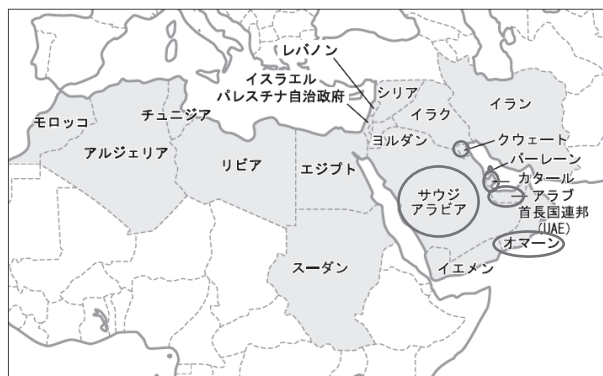 レバノン
イスラエル
パレスチナ自治政府
シリア
イラク
イラン
モロッコ
チュニジア
ヨルダン
クウェート
バーレーン
カタール
アルジェリア
リビア
エジプト
サウジ
アラビア
アラブ
首長国連邦
(UAE)
オマーン
スーダン
イエメン